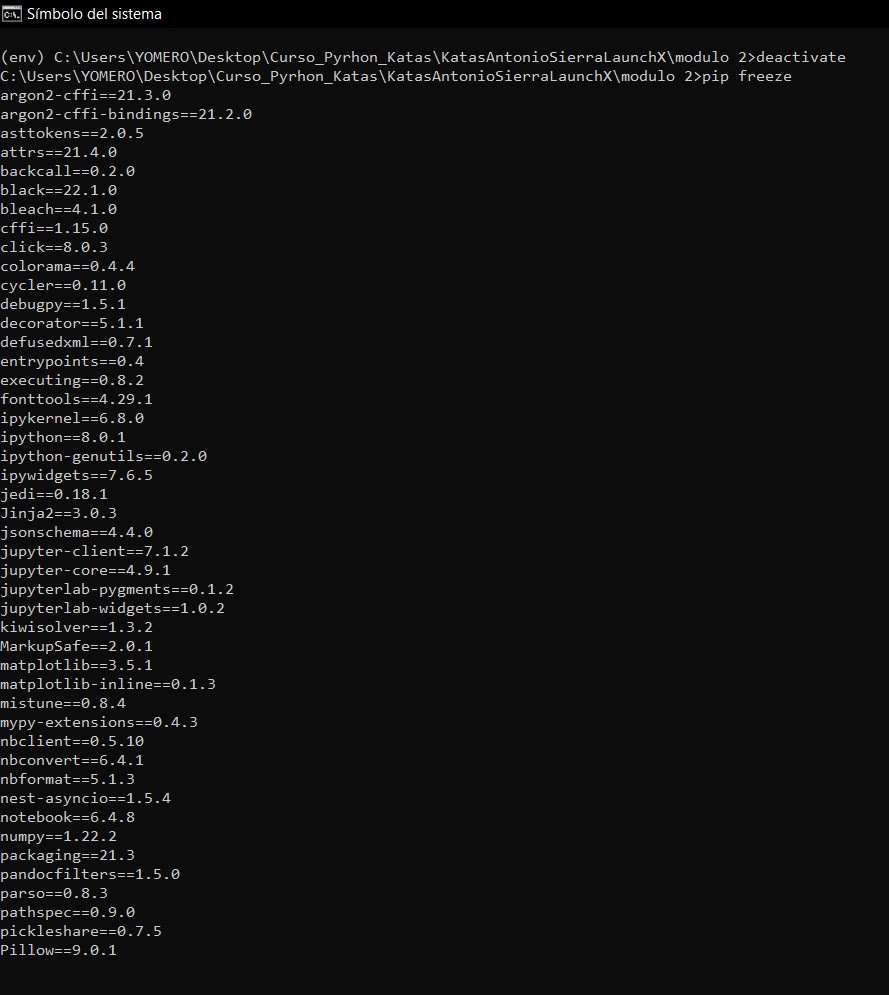 Símbolo del sistema
(env) C:\Users\YOMERO\Desktop\Curso_Pyrhon_Katas\KatasAntonioSierraLaunchX\modulo 2>deactivate
C:\Users\YOMERO\Desktop\Curso_Pyrhon_Katas\KatasAntonioSierraLaunchX\modulo 2>pip freeze
argon2-cffi==21.3.0
argon2-cffi-bindings==21.2.0
asttokens==2.0.5
attrs==21.4.0
backcall==0.2.0
black==22.1.0
bleach==4.1.0
cffi==1.15.0
click==8.0.3
colorama==0.4.4
cycler==0.11.0
debugpy==1.5.1
decorator==5.1.1
defusedxml==0.7.1
entrypoints==0.4
executing==0.8.2
fonttools==4.29.1
ipykernel==6.8.0
ipython==8.0.1
ipython-genutils==0.2.0
ipywidgets==7.6.5
jedi==0.18.1
Jinja2==3.0.3
jsonschema==4.4.0
jupyter-client==7.1.2
jupyter-core==4.9.1
jupyterlab-pygments==0.1.2
jupyterlab-widgets==1.0.2
kiwisolver==1.3.2
MarkupSafe==2.0.1
matplotlib==3.5.1
matplotlib-inline==0.1.3
mistune==0.8.4
mypy-extensions==0.4.3
nbclient==0.5.10
nbconvert==6.4.1
nbformat==5.1.3
nest-asyncio==1.5.4
notebook==6.4.8
numpy==1.22.2
packaging==21.3
pandocfilters==1.5.0
parso==0.8.3
pathspec==0.9.0
pickleshare==0.7.5
Pillow==9.0.1